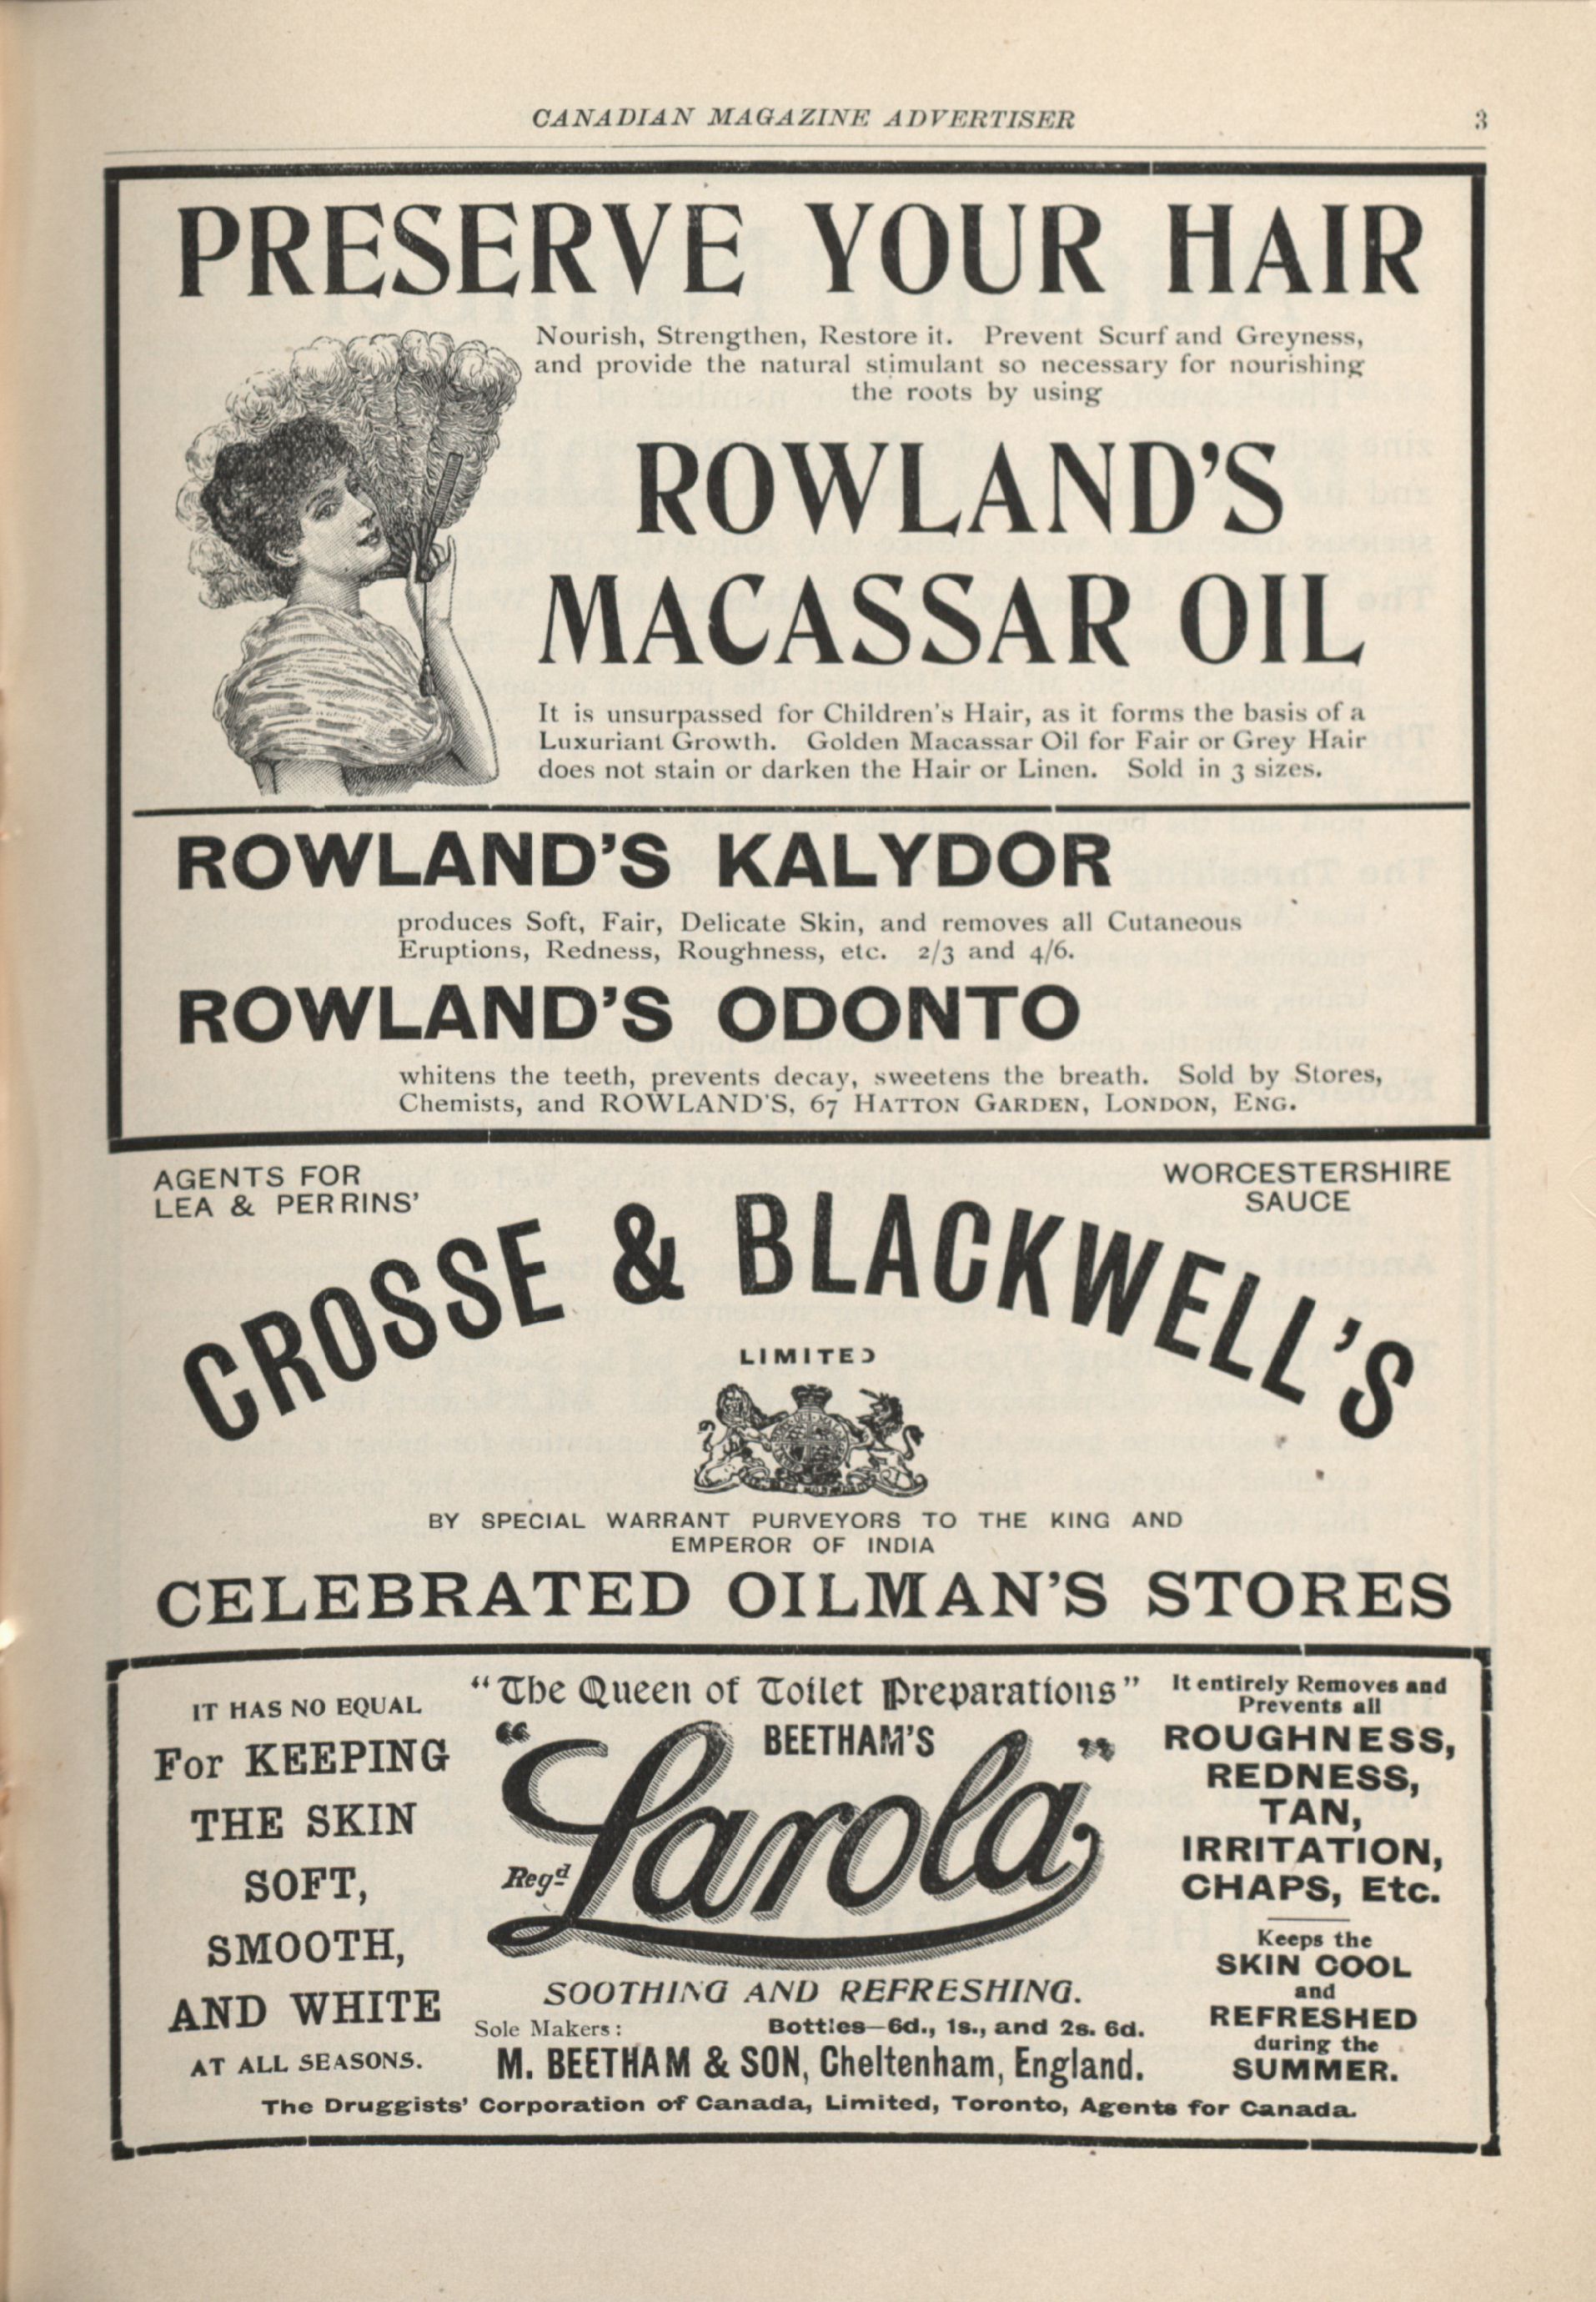 CANADIAN MAGAZINE ADVERTISER 3
PRESERVE YOUR HAIR
Nourish, Strengthen, Restore it. Prevent Scurf and Greyness,
and provide the natural stimulant so necessary for nourishing
the roots by using
ROWLAND'S
MACASSAR OIL
It is unsurpassed for Children's Hair, as it forms the basis of a
Luxuriant Growth. Golden Macassar Oil for Fair or Grey Hair
does not stain or darken the Hair or Linen. Sold in 3 sizes.
ROWLAND'S KALYDOR
produces Soft, Fair, Delicate Skin, and removes all Cutaneous
Eruptions, Redness, Roughness, etc. 2/3 and 4/6.
ROWLAND'S ODONTO
whitens the teeth, prevents decay, sweetens the breath. Sold by Stores,
Chemists, and ROWLAND'S, 67 HATTON GARDEN, LONDON, ENG.
AGENTS FOR
LEA & PERRINS'
WORCESTERSHIRE
SAUCE
CROSSE & BLACKWELL'S
LIMITED
BY SPECIAL WARRANT PURVEYORS TO THE KING AND
EMPEROR OF INDIA
CELEBRATED OILMAN'S STORES
IT HAS NO EQUAL
For KEEPING
THE SKIN
SOFT,
SMOOTH,
AND WHITE
AT ALL SEASONS.
"The Queen of Toilet Preparations"
BEETHAM'S
"Larola"
Regd
SOOTHING AND REFRESHING.
Sole Makers: Bottles—6d., 1s., and 2s. 6d.
M. BEETHAM & SON, Cheltenham, England.
It entirely Removes and
Prevents all
ROUGHNESS,
REDNESS,
TAN,
IRRITATION,
CHAPS, Etc.
Keeps the
SKIN COOL
and
REFRESHED
during the
SUMMER.
The Druggists' Corporation of Canada, Limited, Toronto, Agents for Canada.